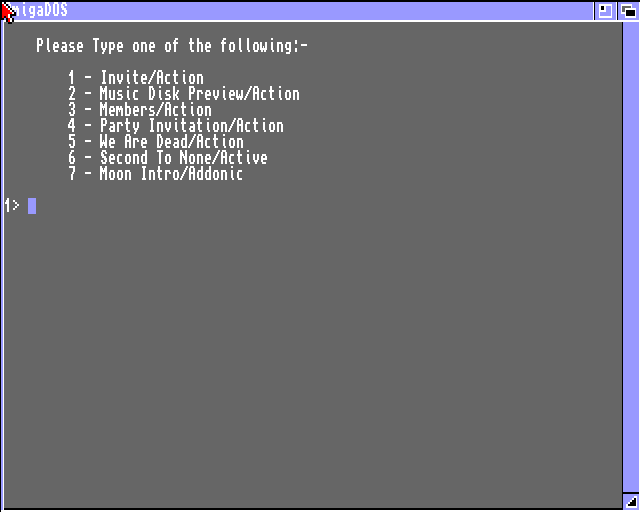 migaDOS
Please Type one of the following:-
1 - Invite/Action
2 - Music Disk Preview/Action
3 - Members/Action
4 - Party Invitation/Action
5 - We Are Dead/Action
6 - Second To None/Active
7 - Moon Intro/Addonic
1>